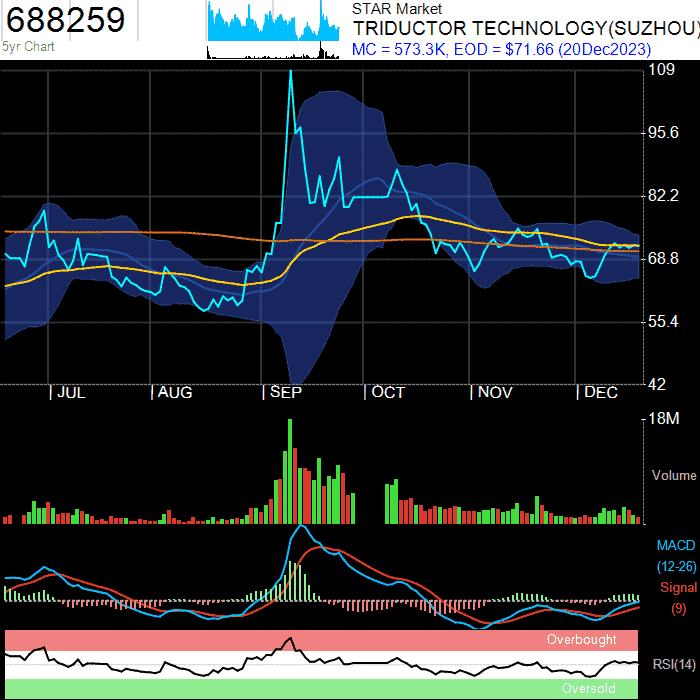 688259
5yr Chart
STAR Market
TRIDUCTOR TECHNOLOGY(SUZHOU)
MC = 573.3K, EOD = $71.66 (20Dec2023)
109
95.6
82.2
68.8
55.4
42
| JUL | AUG | SEP | OCT | NOV | DEC
18M
Volume
MACD
(12-26)
Signal
(9)
Overbought
RSI(14)
Oversold